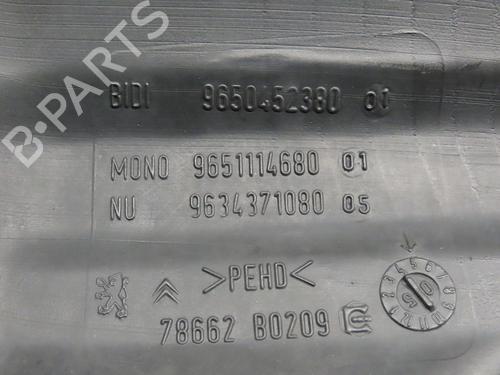 BIDI 9650452380 01
MONO 9651114680 01
NU 9634371080 05
>PEHD<
78662 B0209
B-PARTS